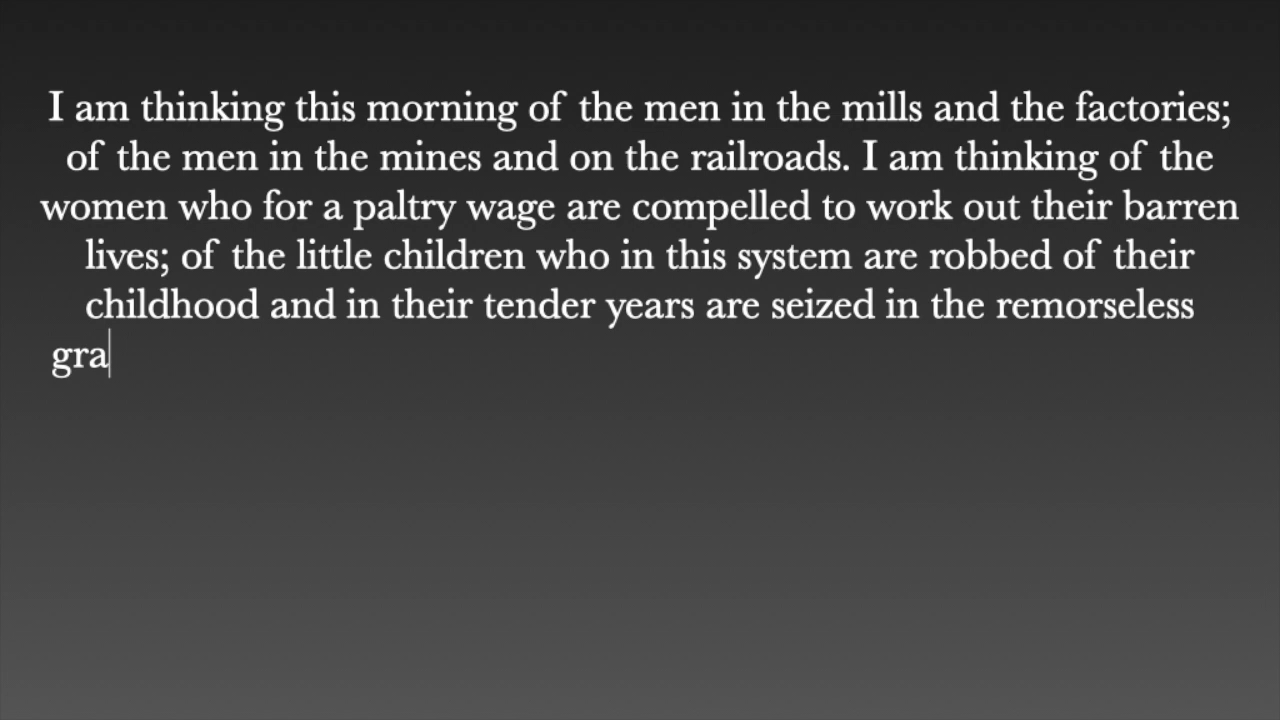 I am thinking this morning of the men in the mills and the factories;
of the men in the mines and on the railroads. I am thinking of the
women who for a paltry wage are compelled to work out their barren
lives; of the little children who in this system are robbed of their
childhood and in their tender years are seized in the remorseless
gra